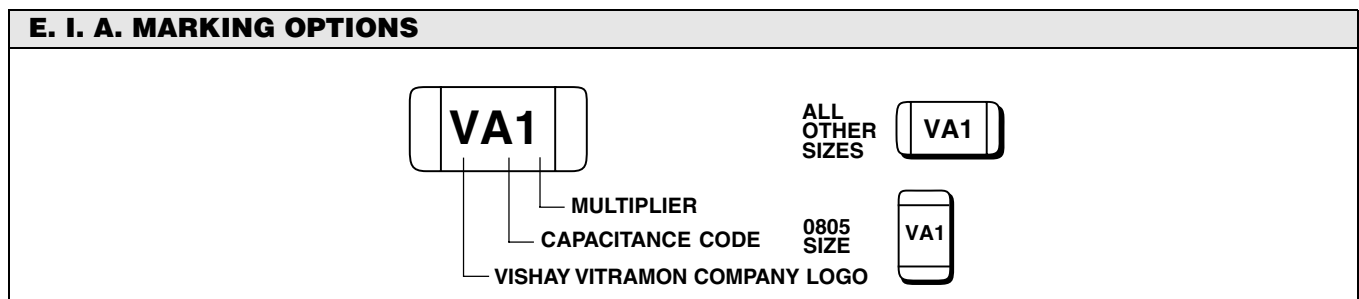 E. I. A. MARKING OPTIONS
VA1
MULTIPLIER
CAPACITANCE CODE
VISHAY VITRAMON COMPANY LOGO
ALL
OTHER
SIZES
VA1
0805
SIZE
VA1